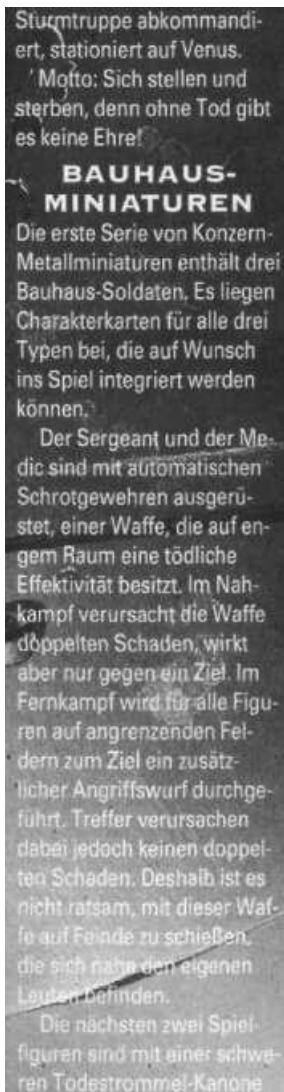 Sturmtruppe abkommandi-
ert, stationiert auf Venus.
Motto: Sich stellen und
sterben, denn ohne Tod gibt
es keine Ehre!
BAUHAUS-
MINIATUREN
Die erste Serie von Konzern-
Metallminiaturen enthält drei
Bauhaus-Soldaten. Es liegen
Charakterkarten für alle drei
Typen bei, die auf Wunsch
ins Spiel integriert werden
können.
Der Sergeant und der Me-
dic sind mit automatischen
Schrotgewehren ausgerü-
stet, einer Waffe, die auf en-
gem Raum eine tödliche
Effektivität besitzt. Im Nah-
kampf verursacht die Waffe
doppelten Schaden, wirkt
aber nur gegen ein Ziel. Im
Fernkampf wird für alle Figu-
ren auf angrenzenden Fel-
dern zum Ziel ein zusätz-
licher Angriffswurf durchge-
führt. Treffer verursachen
dabei jedoch keinen doppel-
ten Schaden. Deshalb ist es
nicht ratsam, mit dieser Waf-
fe auf Feinde zu schießen,
die sich nahe den eigenen
Leuten befinden.
Die nächsten zwei Spiel-
figuren sind mit einer schwe-
ren Todestrommel-Kanone